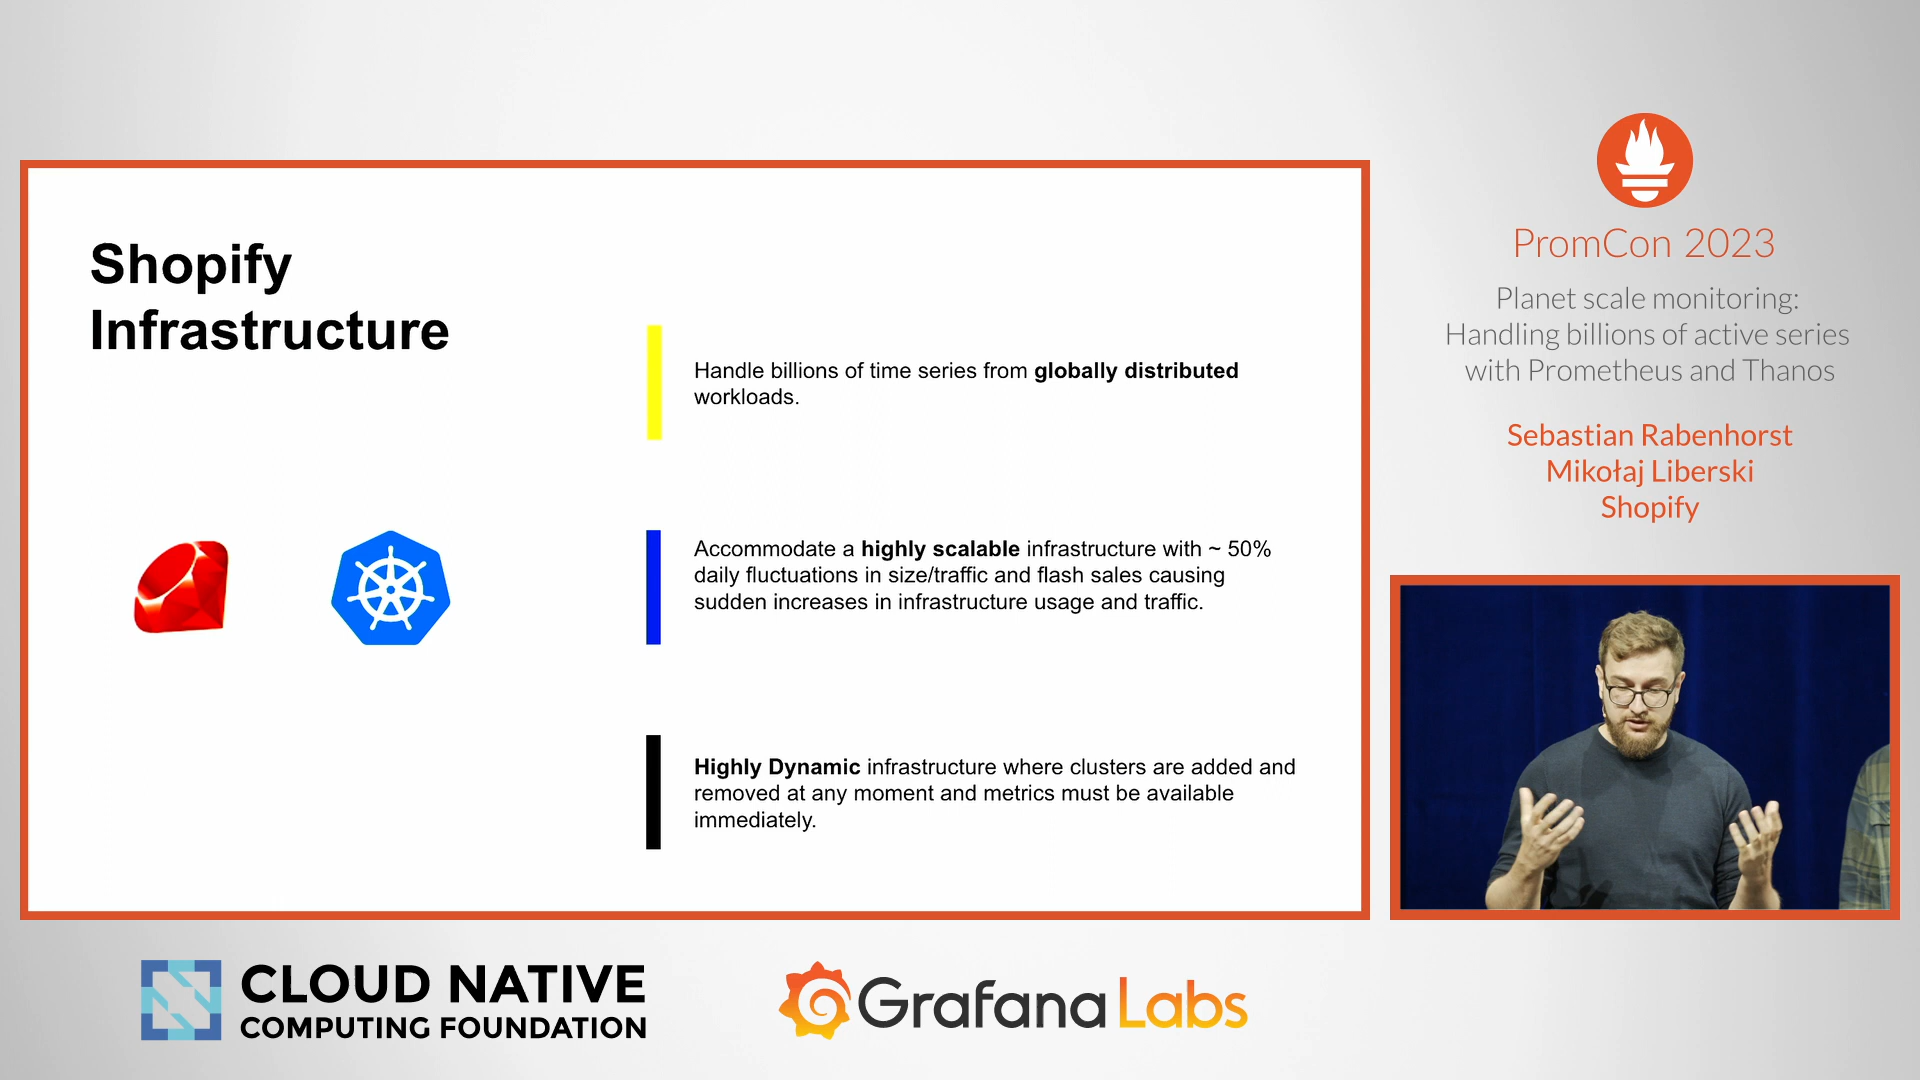 Shopify
Infrastructure
Handle billions of time series from globally distributed
workloads.
Accommodate a highly scalable infrastructure with ~ 50%
daily fluctuations in size/traffic and flash sales causing
sudden increases in infrastructure usage and traffic.
Highly Dynamic infrastructure where clusters are added and
removed at any moment and metrics must be available
immediately.
PromCon 2023
Planet scale monitoring:
Handling billions of active series
with Prometheus and Thanos
Sebastian Rabenhorst
Mikołaj Liberski
Shopify
CLOUD NATIVE
COMPUTING FOUNDATION
Grafana Labs